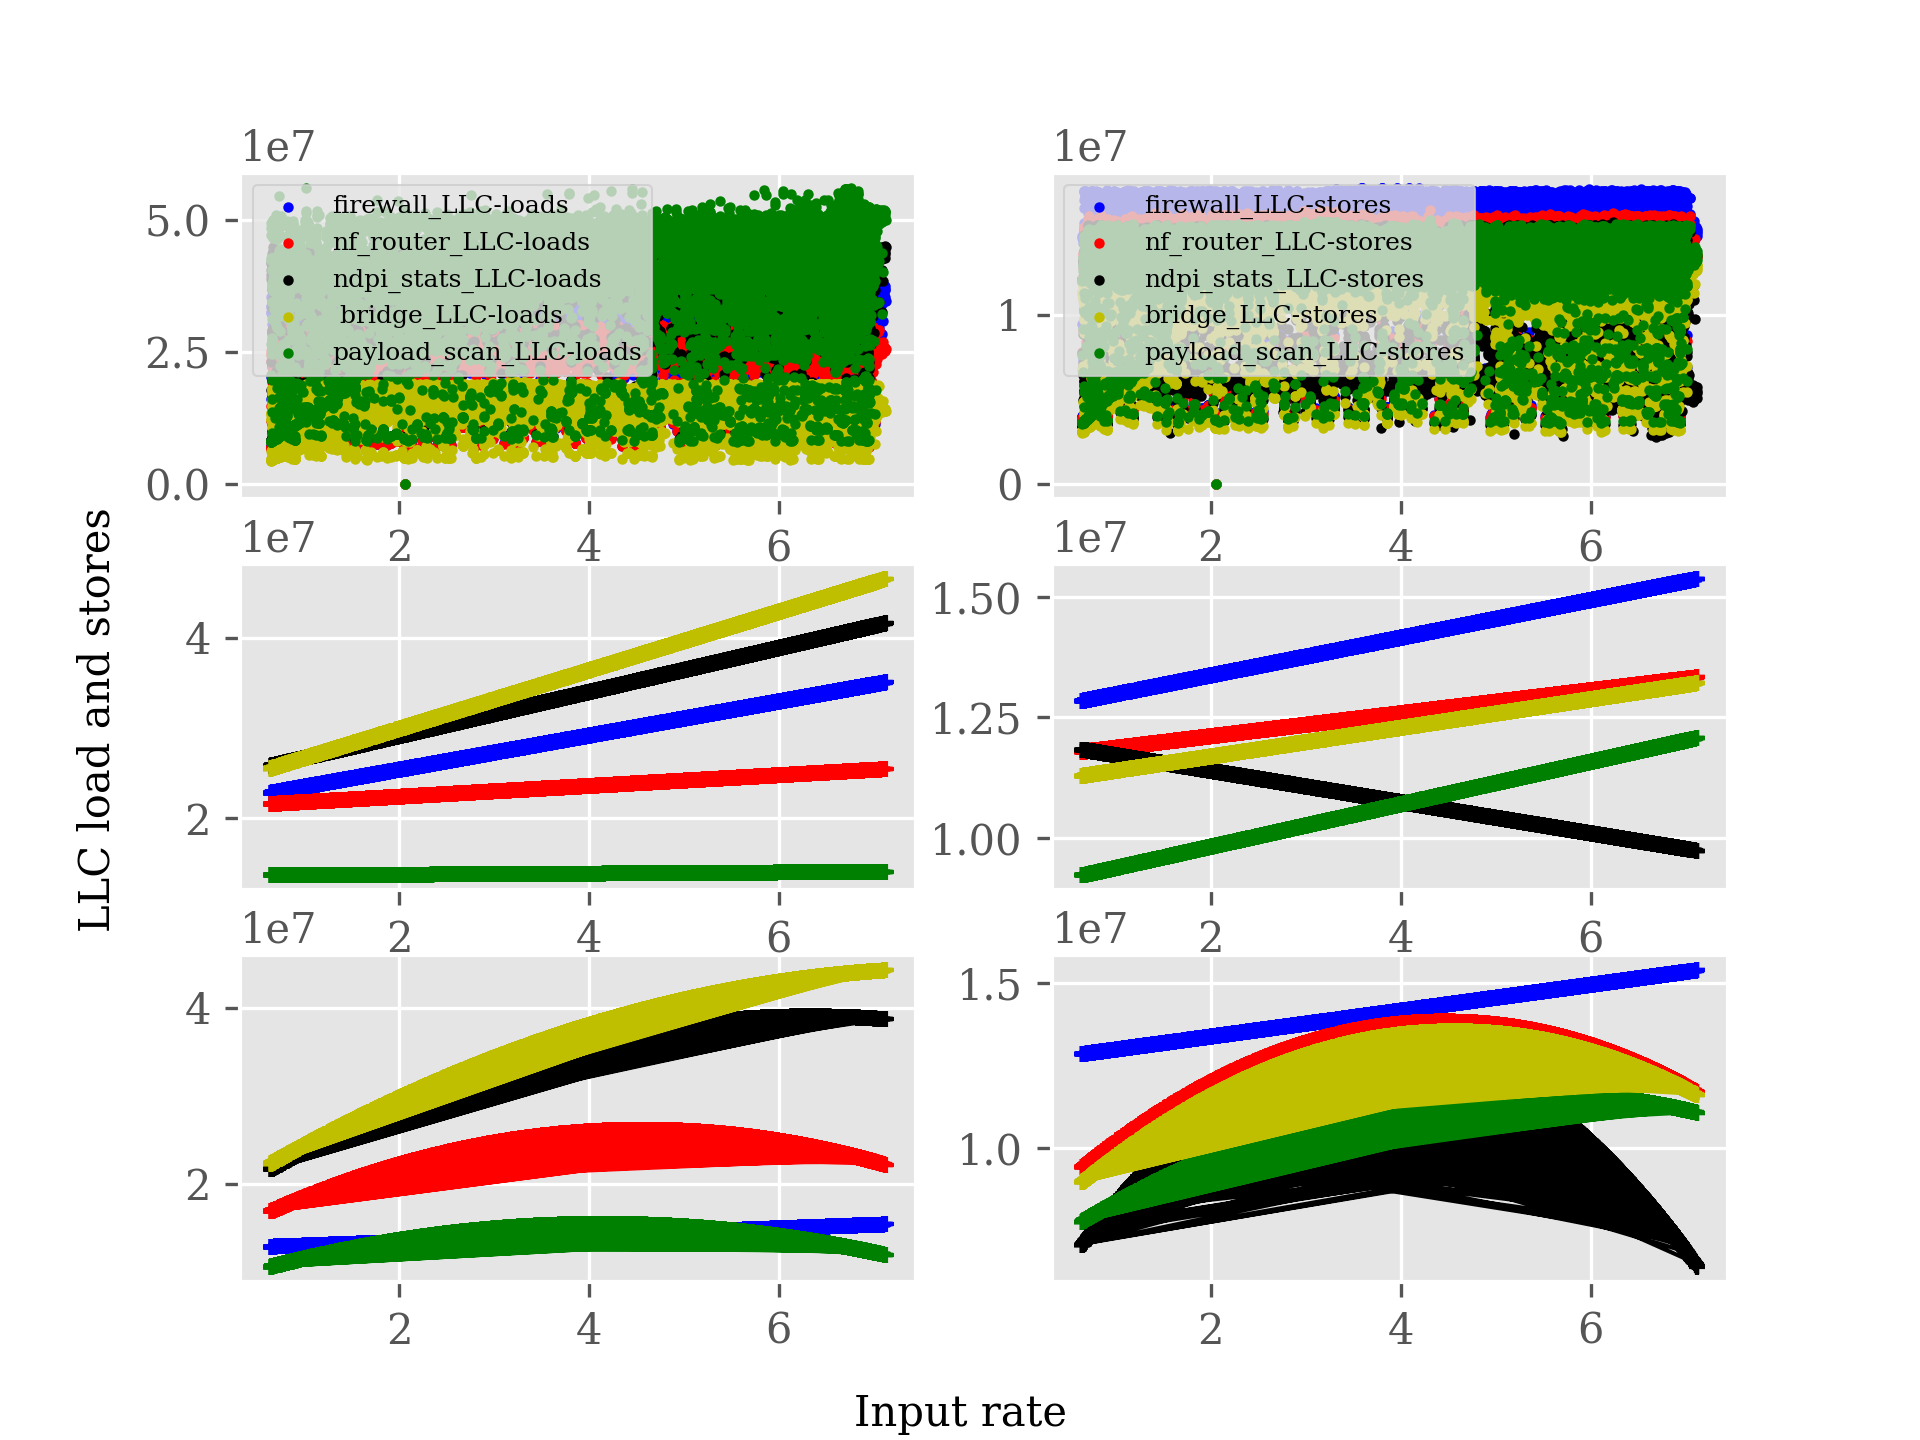 1e7
5.0
2.5
0.0
firewall_LLC-loads
nf_router_LLC-loads
ndpi_stats_LLC-loads
bridge_LLC-loads
payload_scan_LLC-loads
2 4 6
1e7
1
0
firewall_LLC-stores
nf_router_LLC-stores
ndpi_stats_LLC-stores
bridge_LLC-stores
payload_scan_LLC-stores
2 4 6
LLC load and stores
1e7
4
2
2 4 6
1e7
1.50
1.25
1.00
2 4 6
1e7
4
2
2 4 6
1e7
1.5
1.0
2 4 6
Input rate